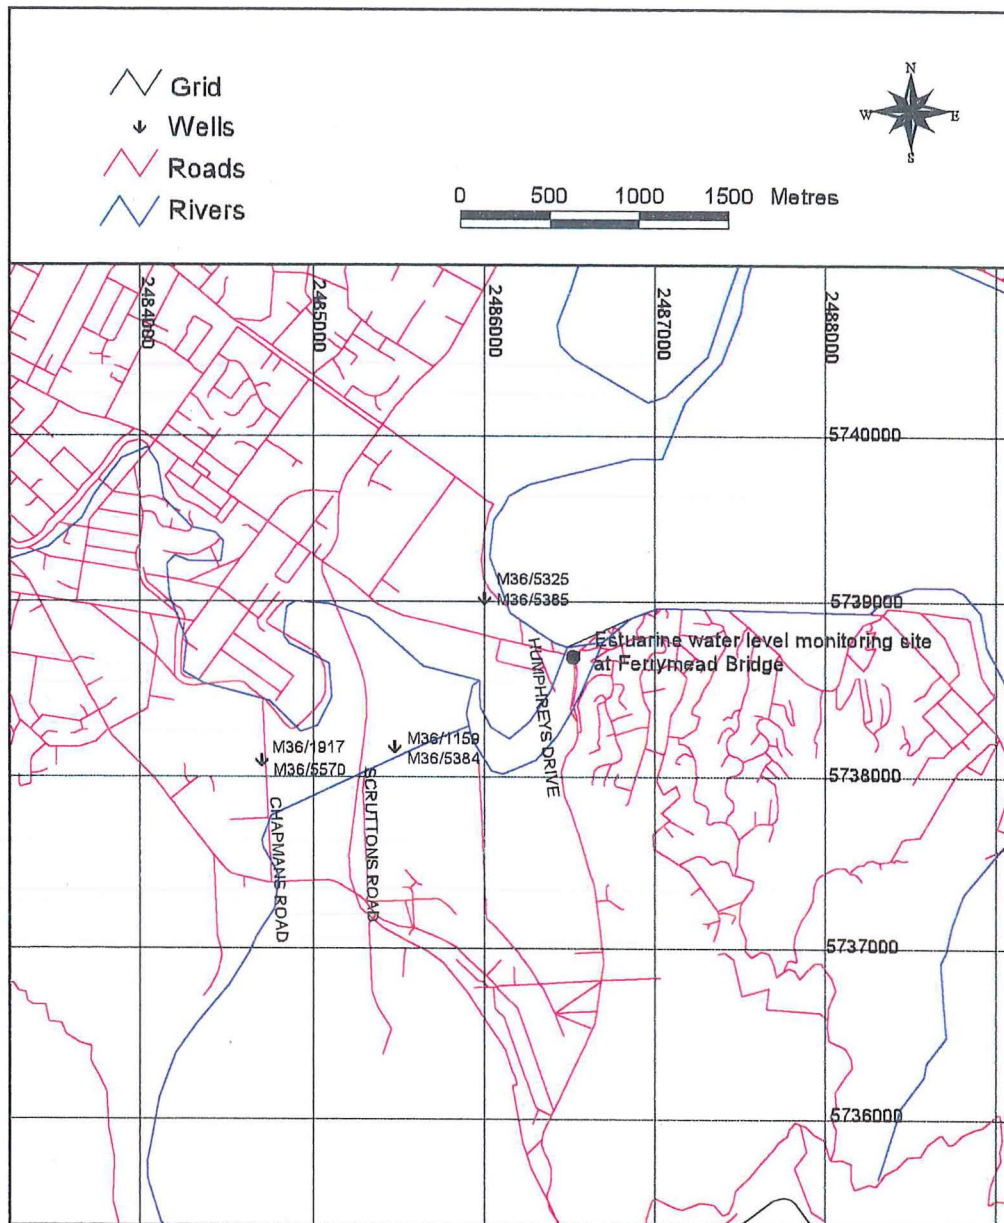 Grid
Wells
Roads
Rivers
N
W
E
S
0 500 1000 1500 Metres
2484000
2485000
2486000
2487000
2488000
5740000
M36/5325
M36/5385
5739000
Estuarine water level monitoring site
at Ferrymead Bridge
HUMPHREYS DRIVE
M36/1917
M36/5570
M36/1159
M36/5384
5738000
CHAPMANS ROAD
SCRUTTONS ROAD
5737000
5736000